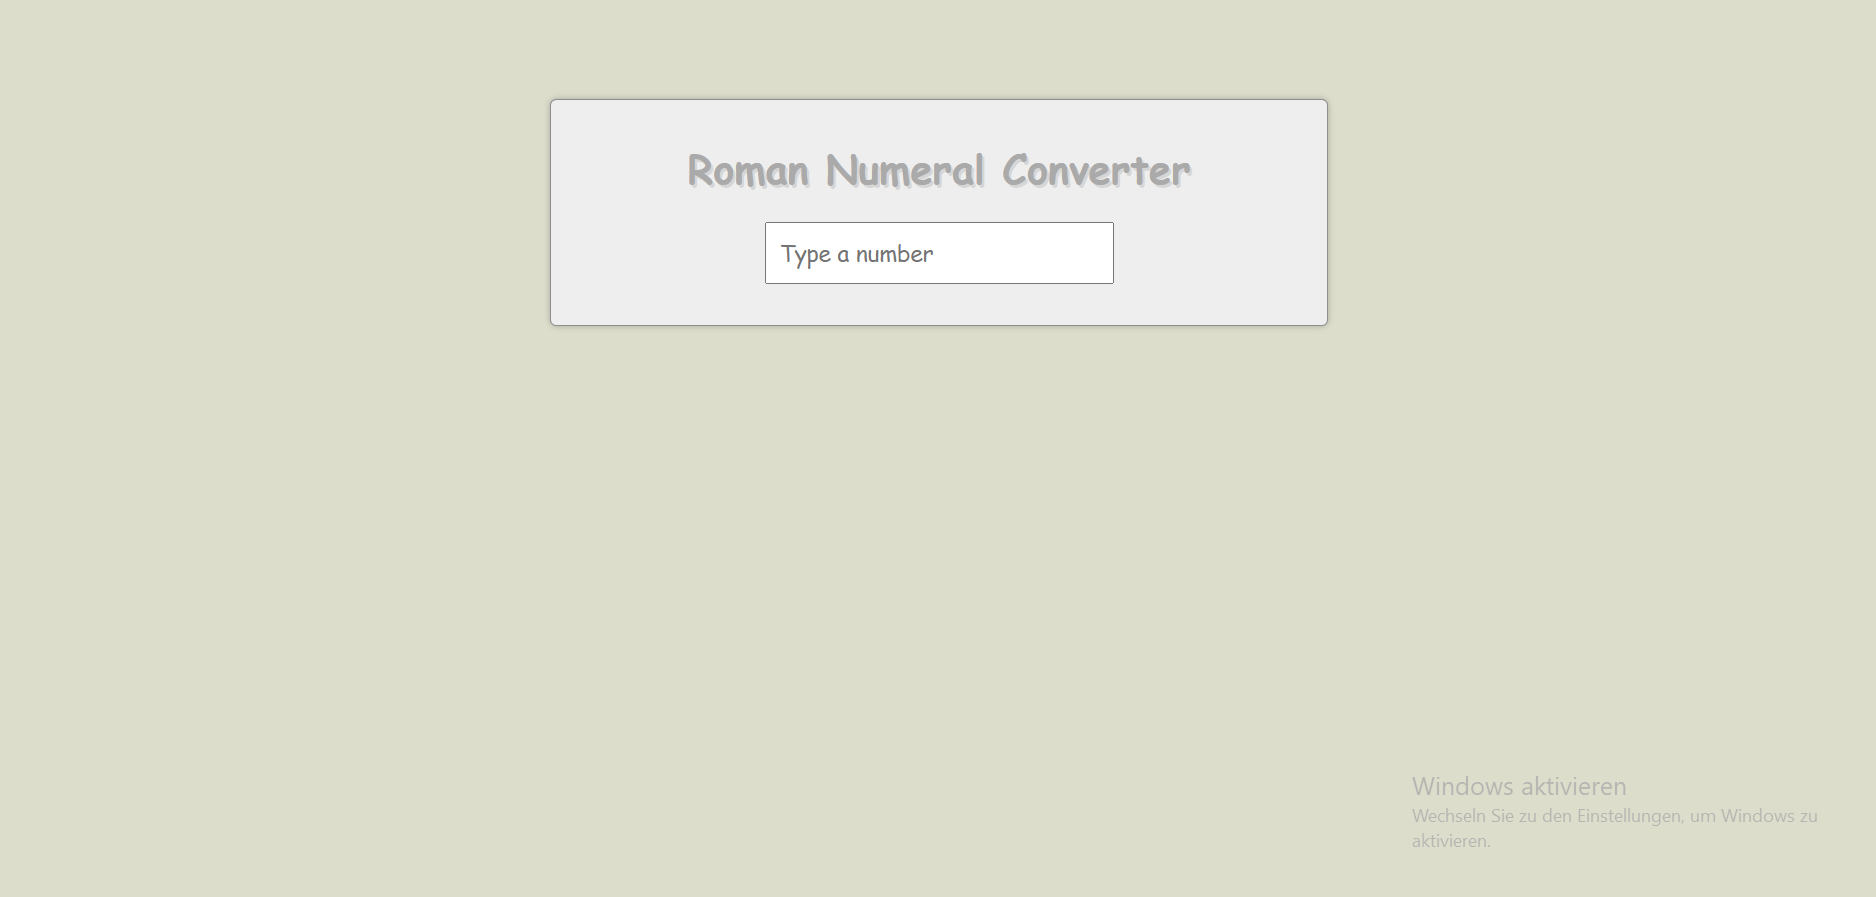 Roman Numeral Converter
Type a number
Windows aktivieren
Wechseln Sie zu den Einstellungen, um Windows zu
aktivieren.